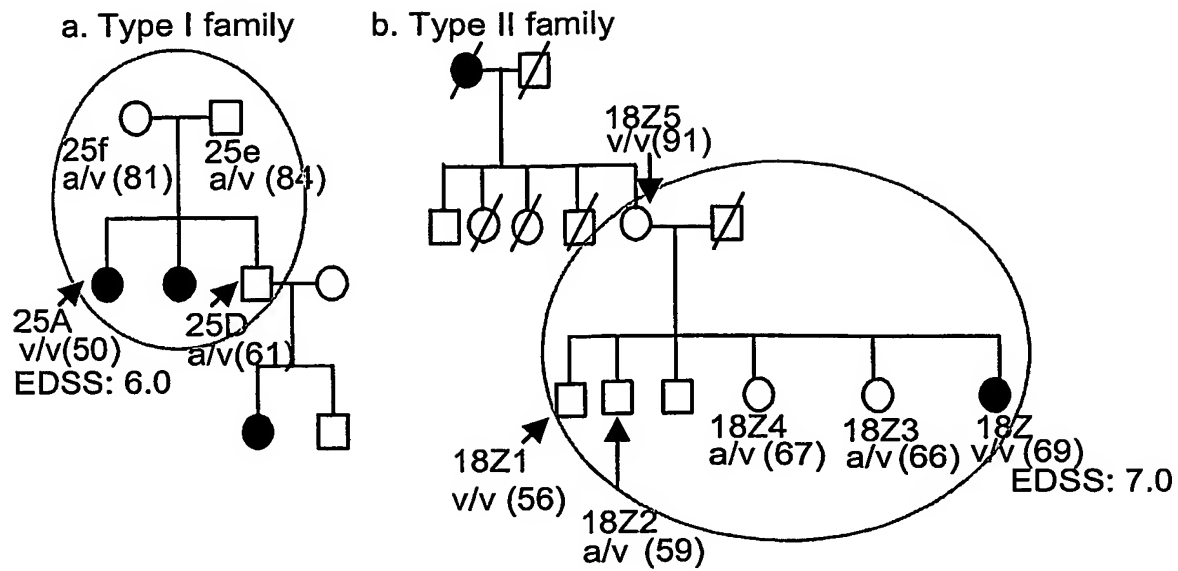 a. Type I family
b. Type II family
25f
a/v (81)
25e
a/v (84)
25A
v/v(50)
EDSS: 6.0
25D
a/v(61)
18Z5
v/v(91)
18Z1
v/v (56)
18Z2
a/v (59)
18Z4
a/v (67)
18Z3
a/v (66)
18Z
v/v (69)
EDSS: 7.0